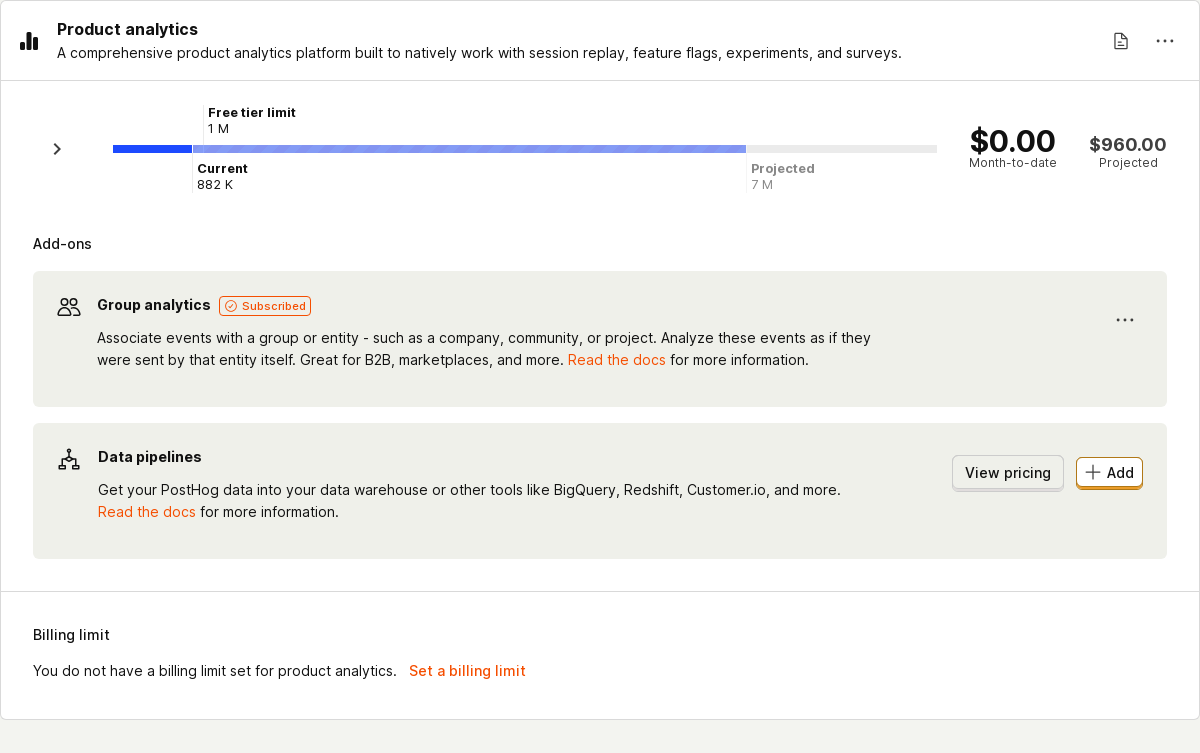 Product analytics
A comprehensive product analytics platform built to natively work with session replay, feature flags, experiments, and surveys.
Free tier limit
1 M
Current
882 K
Projected
7 M
$0.00
Month-to-date
$960.00
Projected
Add-ons
Group analytics
Subscribed
Associate events with a group or entity - such as a company, community, or project. Analyze these events as if they
were sent by that entity itself. Great for B2B, marketplaces, and more. Read the docs for more information.
Data pipelines
Get your PostHog data into your data warehouse or other tools like BigQuery, Redshift, Customer.io, and more.
Read the docs for more information.
View pricing
Add
Billing limit
You do not have a billing limit set for product analytics. Set a billing limit